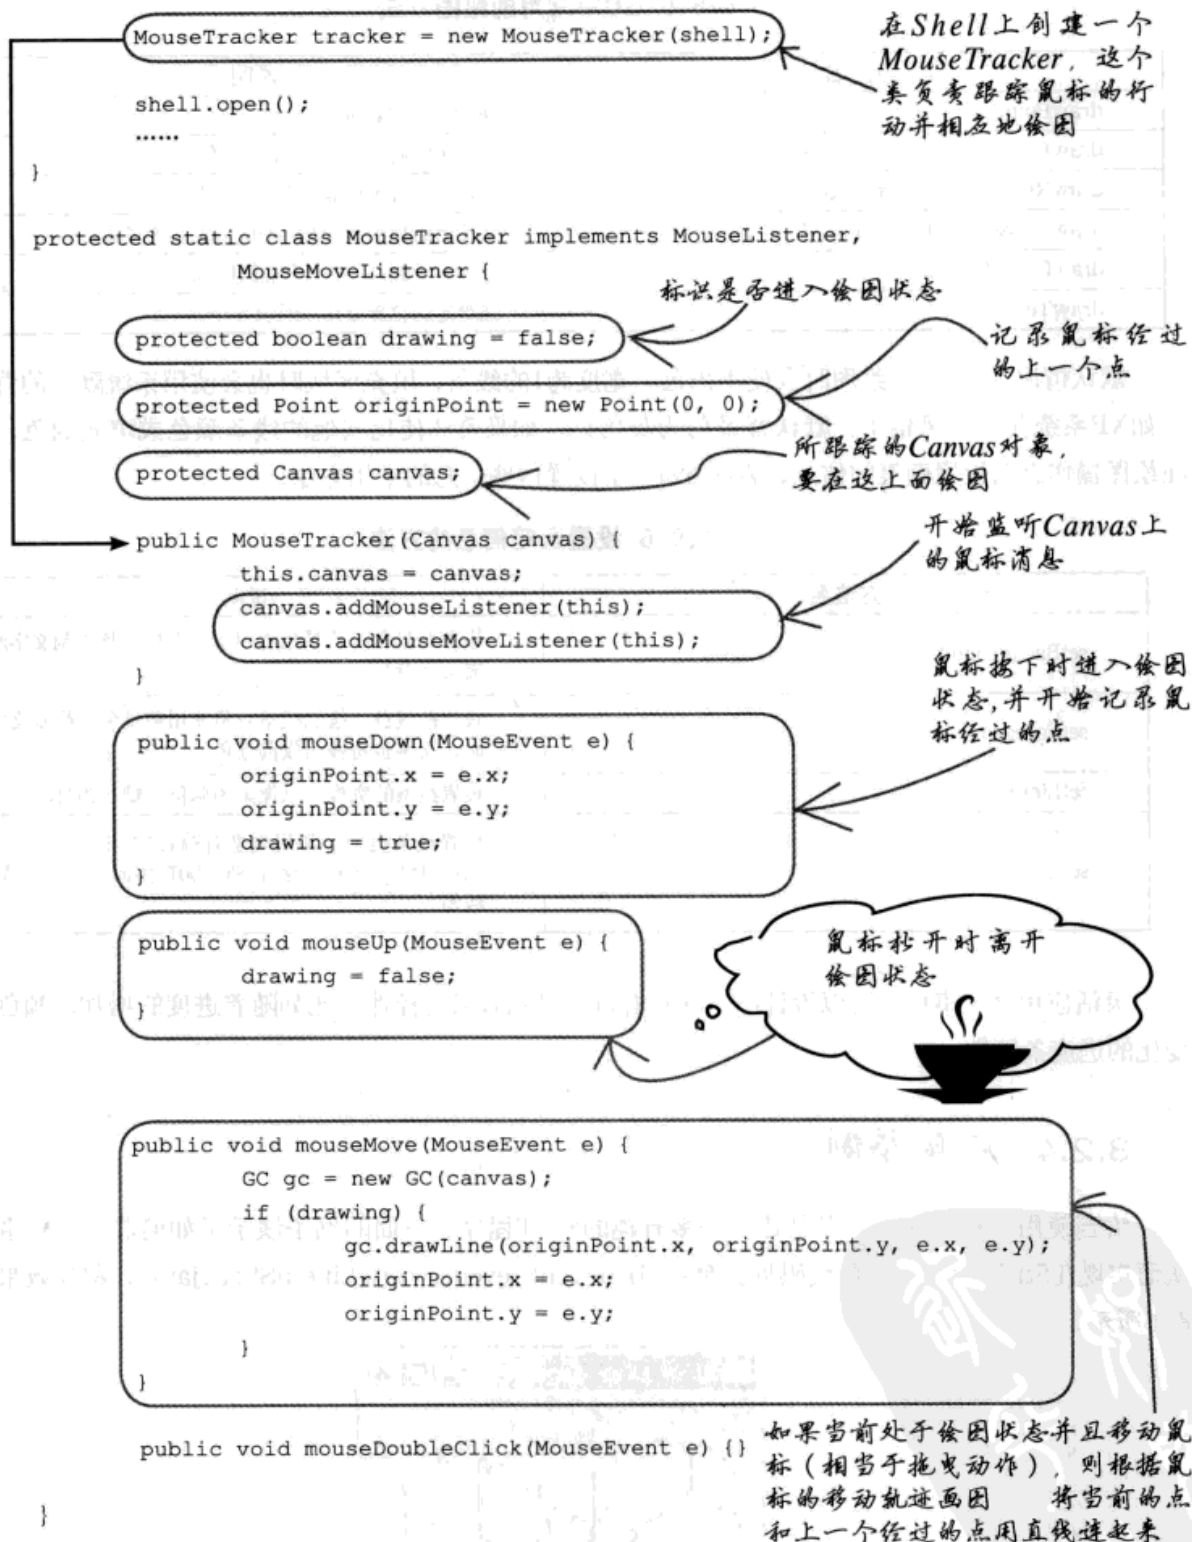 MouseTracker tracker = new MouseTracker(shell);
在Shell上创建一个
MouseTracker，这个
类负责跟踪鼠标的行
动并相应地绘图
shell.open();
……
}
protected static class MouseTracker implements MouseListener,
MouseMoveListener {
标识是否进入绘图状态
protected boolean drawing = false;
记录鼠标经过
的上一个点
protected Point originPoint = new Point(0, 0);
所跟踪的Canvas对象，
要在这上面绘图
protected Canvas canvas;
开始监听Canvas上
的鼠标消息
public MouseTracker(Canvas canvas){
this.canvas = canvas;
canvas.addMouseListener(this);
canvas.addMouseMoveListener(this);
}
鼠标按下时进入绘图
状态，并开始记录鼠
标经过的点
public void mouseDown(MouseEvent e) {
originPoint.x = e.x;
originPoint.y = e.y;
drawing = true;
}
public void mouseUp(MouseEvent e) {
drawing = false;
}
鼠标松开时离开
绘图状态
public void mouseMove(MouseEvent e) {
GC gc = new GC(canvas);
if (drawing) {
gc.drawLine(originPoint.x, originPoint.y, e.x, e.y);
originPoint.x = e.x;
originPoint.y = e.y;
}
}
public void mouseDoubleClick(MouseEvent e) {}
如果当前处于绘图状态并且移动鼠
标（相当于拖曳动作），则根据鼠
标的移动轨迹画图 将当前的点
和上一个经过的点用直线连起来
}